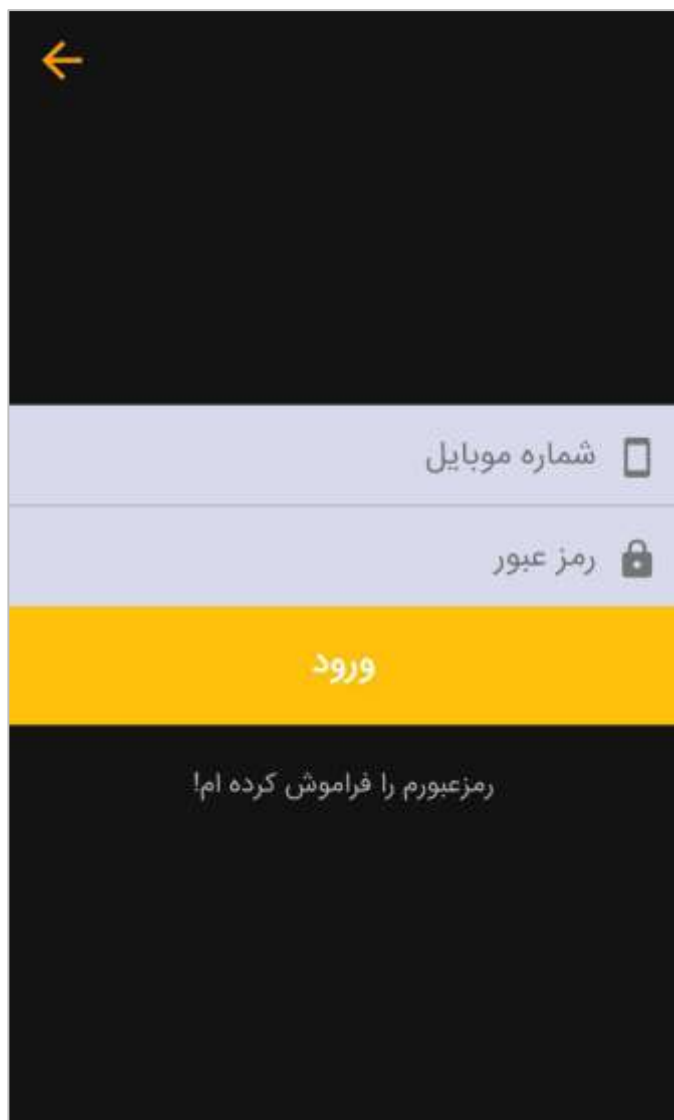 شماره موبایل
رمز عبور
ورود
رمزعبورم را فراموش کرده ام!